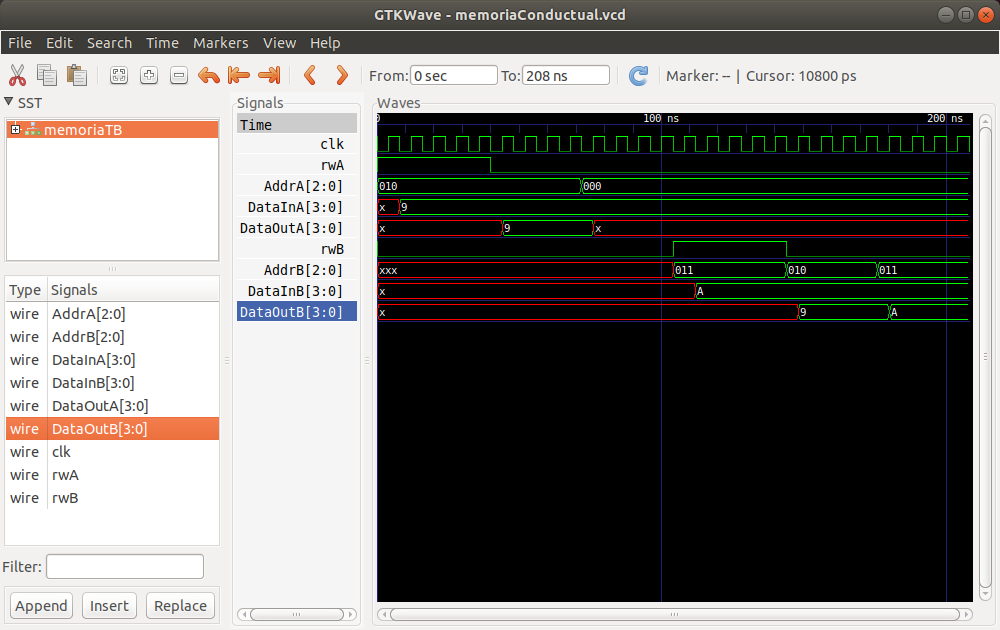 GTKWave - memoriaConductual.vcd
File Edit Search Time Markers View Help
From: 0 sec To: 208 ns Marker: -- | Cursor: 10800 ps
SST
memoriaTB
Type Signals
wire AddrA[2:0]
wire AddrB[2:0]
wire DataInA[3:0]
wire DataInB[3:0]
wire DataOutA[3:0]
wire DataOutB[3:0]
wire clk
wire rwA
wire rwB
Filter:
Append Insert Replace
Signals
Time
clk
rwA
AddrA[2:0]
DataInA[3:0]
DataOutA[3:0]
rwB
AddrB[2:0]
DataInB[3:0]
DataOutB[3:0]
Waves
0 100 ns 200 ns
010 000
x 9
x 9 x
xxx 011 010 011
x A
x 9 A